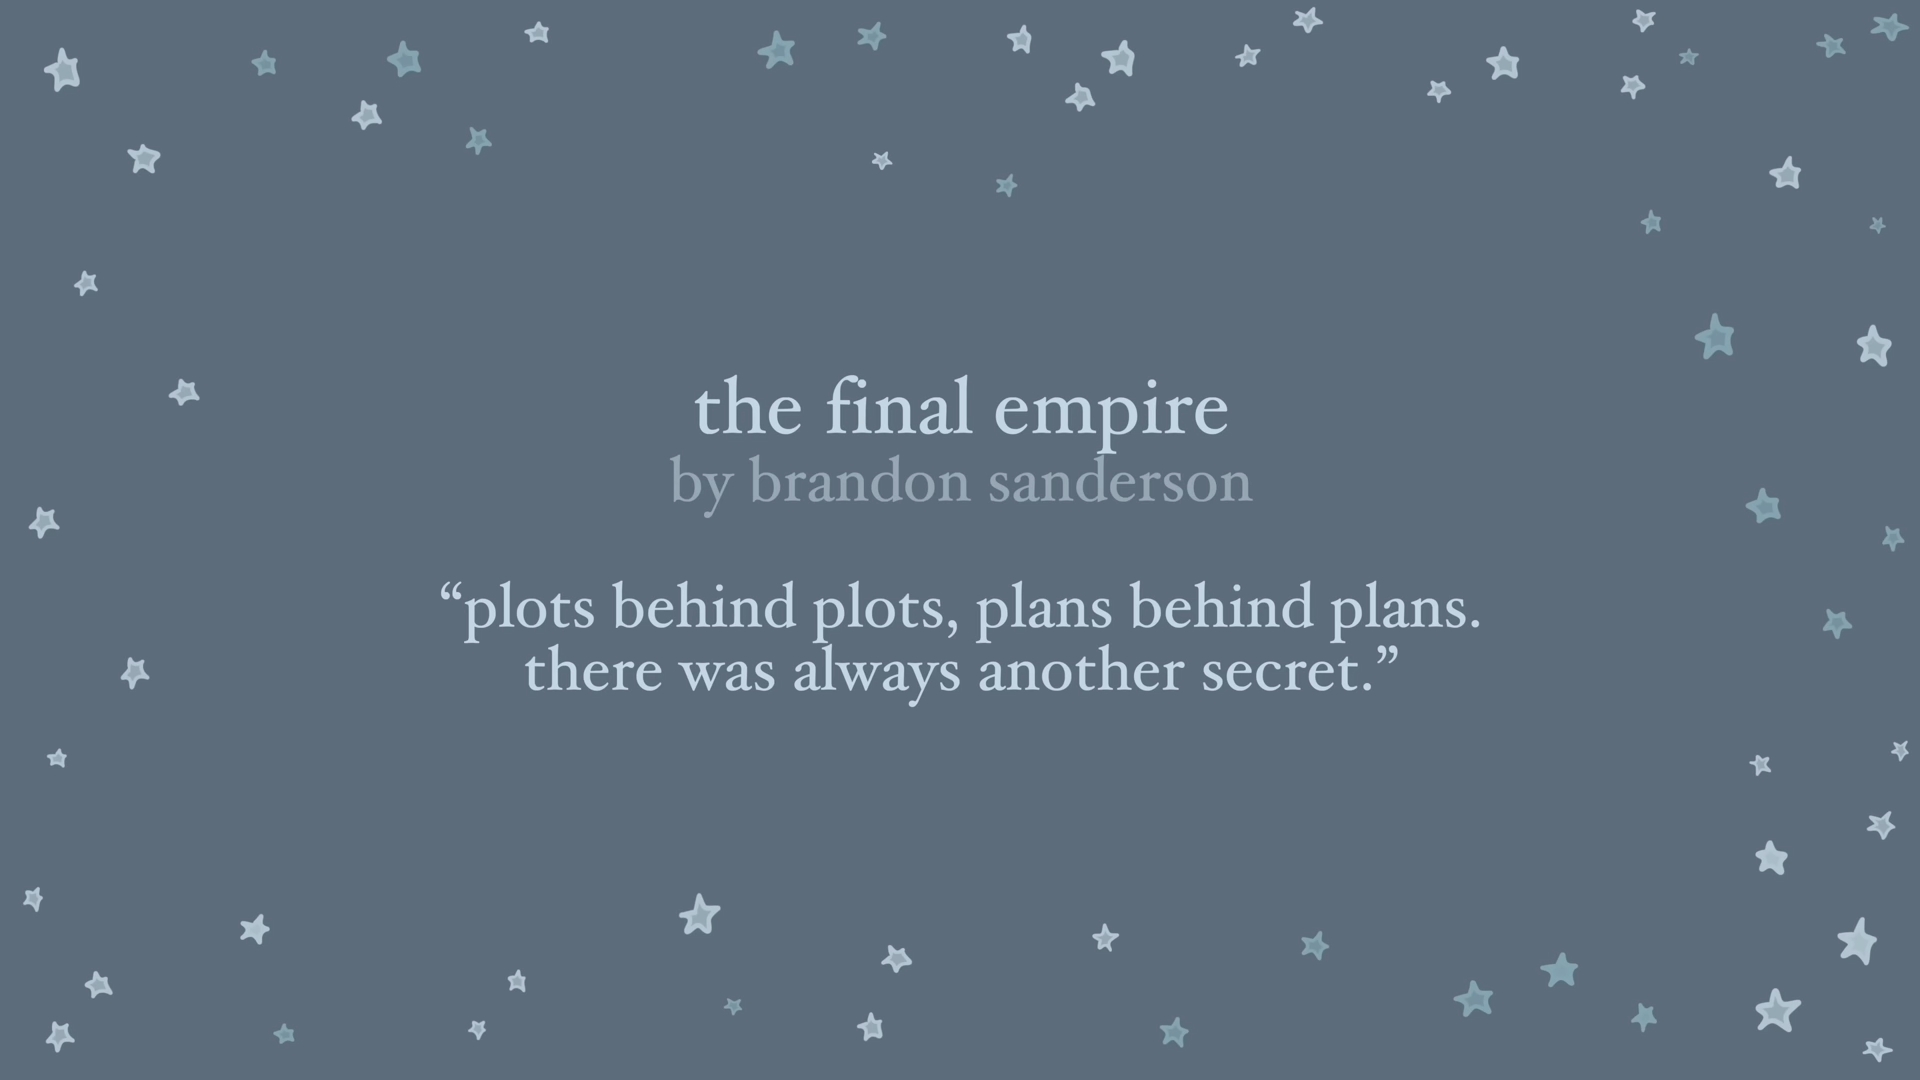 the final empire
by brandon sanderson
“plots behind plots, plans behind plans.
there was always another secret.”